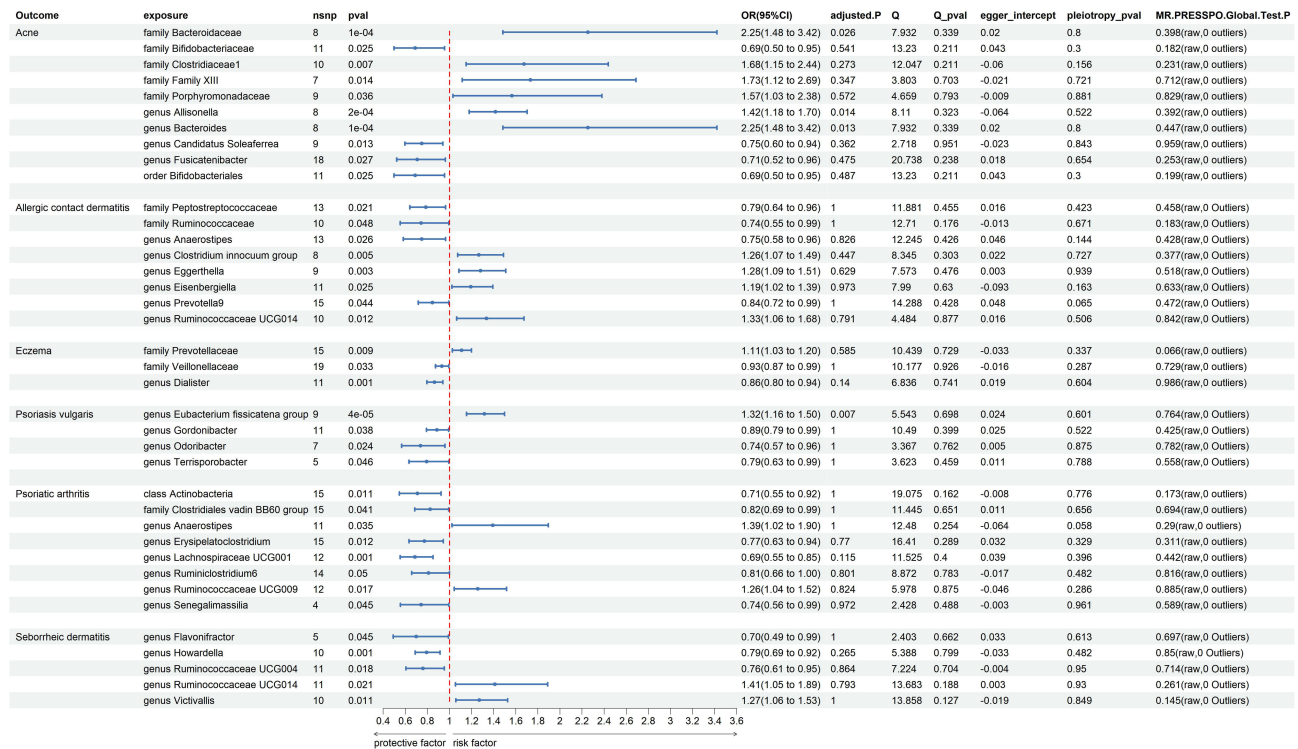 Outcome exposure nsnp pval OR(95%CI) adjusted.P Q Q_pval egger_intercept pleiotropy_pval MR.PRESSPO.Global.Test.P
Acne family Bacteroidaceae 8 1e-04 2.25(1.48 to 3.42) 0.026 7.932 0.339 0.02 0.8 0.398(raw,0 outliers)
family Bifidobacteriaceae 11 0.025 0.69(0.50 to 0.95) 0.541 13.23 0.211 0.043 0.3 0.182(raw,0 outliers)
family Clostridiaceae1 10 0.007 1.68(1.15 to 2.44) 0.273 12.047 0.211 -0.06 0.156 0.231(raw,0 outliers)
family Family XIII 7 0.014 1.73(1.12 to 2.69) 0.347 3.803 0.703 -0.021 0.721 0.712(raw,0 outliers)
family Porphyromonadaceae 9 0.036 1.57(1.03 to 2.38) 0.572 4.659 0.793 -0.009 0.881 0.829(raw,0 outliers)
genus Allisonella 8 2e-04 1.42(1.18 to 1.70) 0.014 8.11 0.323 -0.064 0.522 0.392(raw,0 outliers)
genus Bacteroides 8 1e-04 2.25(1.48 to 3.42) 0.013 7.932 0.339 0.02 0.8 0.447(raw,0 outliers)
genus Candidatus Soleaferrea 9 0.013 0.75(0.60 to 0.94) 0.362 2.718 0.951 -0.023 0.843 0.959(raw,0 outliers)
genus Fusicatenibacter 18 0.027 0.71(0.52 to 0.96) 0.475 20.738 0.238 0.018 0.654 0.253(raw,0 outliers)
order Bifidobacteriales 11 0.025 0.69(0.50 to 0.95) 0.487 13.23 0.211 0.043 0.3 0.199(raw,0 outliers)
Allergic contact dermatitis family Peptostreptococcaceae 13 0.021 0.79(0.64 to 0.96) 1 11.881 0.455 0.016 0.423 0.458(raw,0 Outliers)
family Ruminococcaceae 10 0.048 0.74(0.55 to 0.99) 1 12.71 0.176 -0.013 0.671 0.183(raw,0 outliers)
genus Anaerostipes 13 0.026 0.75(0.58 to 0.96) 0.826 12.245 0.426 0.046 0.144 0.428(raw,0 Outliers)
genus Clostridium innocuum group 8 0.005 1.26(1.07 to 1.49) 0.447 8.345 0.303 0.022 0.727 0.377(raw,0 outliers)
genus Eggerthella 9 0.003 1.28(1.09 to 1.51) 0.629 7.573 0.476 0.003 0.939 0.518(raw,0 outliers)
genus Eisenbergiella 11 0.025 1.19(1.02 to 1.39) 0.973 7.99 0.63 -0.093 0.163 0.633(raw,0 outliers)
genus Prevotella9 15 0.044 0.84(0.72 to 0.99) 1 14.288 0.428 0.048 0.065 0.472(raw,0 outliers)
genus Ruminococcaceae UCG014 10 0.012 1.33(1.06 to 1.68) 0.791 4.484 0.877 0.016 0.506 0.842(raw,0 outliers)
Eczema family Prevotellaceae 15 0.009 1.11(1.03 to 1.20) 0.585 10.439 0.729 -0.033 0.337 0.066(raw,0 outliers)
family Veillonellaceae 19 0.033 0.93(0.87 to 0.99) 1 10.177 0.926 -0.016 0.287 0.729(raw,0 outliers)
genus Dialister 11 0.001 0.86(0.80 to 0.94) 0.14 6.836 0.741 0.019 0.604 0.986(raw,0 outliers)
Psoriasis vulgaris genus Eubacterium fissicatena group 9 4e-05 1.32(1.16 to 1.50) 0.007 5.543 0.698 0.024 0.601 0.764(raw,0 Outliers)
genus Gordonibacter 11 0.038 0.89(0.79 to 0.99) 1 10.49 0.399 0.025 0.522 0.425(raw,0 outliers)
genus Odoribacter 7 0.024 0.74(0.57 to 0.96) 1 3.367 0.762 0.005 0.875 0.782(raw,0 Outliers)
genus Terrisporobacter 5 0.046 0.79(0.63 to 0.99) 1 3.623 0.459 0.011 0.788 0.558(raw,0 Outliers)
Psoriatic arthritis class Actinobacteria 15 0.011 0.71(0.55 to 0.92) 1 19.075 0.162 -0.008 0.776 0.173(raw,0 outliers)
family Clostridiales vadin BB60 group 15 0.041 0.82(0.69 to 0.99) 1 11.445 0.651 0.011 0.656 0.694(raw,0 outliers)
genus Anaerostipes 11 0.035 1.39(1.02 to 1.90) 1 12.48 0.254 -0.064 0.058 0.29(raw,0 outliers)
genus Erysipelatoclostridium 15 0.012 0.77(0.63 to 0.94) 0.77 16.41 0.289 0.032 0.329 0.311(raw,0 outliers)
genus Lachnospiraceae UCG001 12 0.001 0.69(0.55 to 0.85) 0.115 11.525 0.4 0.039 0.396 0.442(raw,0 outliers)
genus Ruminiclostridium6 14 0.05 0.81(0.66 to 1.00) 0.801 8.872 0.783 -0.017 0.482 0.816(raw,0 outliers)
genus Ruminococcaceae UCG009 12 0.017 1.26(1.04 to 1.52) 0.824 5.978 0.875 -0.046 0.286 0.885(raw,0 outliers)
genus Senegalimassilia 4 0.045 0.74(0.56 to 0.99) 0.972 2.428 0.488 -0.003 0.961 0.589(raw,0 outliers)
Seborrheic dermatitis genus Flavonifractor 5 0.045 0.70(0.49 to 0.99) 1 2.403 0.662 0.033 0.613 0.697(raw,0 Outliers)
genus Howardella 10 0.001 0.79(0.69 to 0.92) 0.265 5.388 0.799 -0.033 0.482 0.85(raw,0 Outliers)
genus Ruminococcaceae UCG004 11 0.018 0.76(0.61 to 0.95) 0.864 7.224 0.704 -0.004 0.95 0.714(raw,0 Outliers)
genus Ruminococcaceae UCG014 11 0.021 1.41(1.05 to 1.89) 0.793 13.683 0.188 0.003 0.93 0.261(raw,0 Outliers)
genus Victivallis 10 0.011 1.27(1.06 to 1.53) 1 13.858 0.127 -0.019 0.849 0.145(raw,0 Outliers)
0.4 0.6 0.8 1 1.2 1.4 1.6 1.8 2 2.2 2.4 2.6 2.8 3 3.2 3.4 3.6
protective factor risk factor